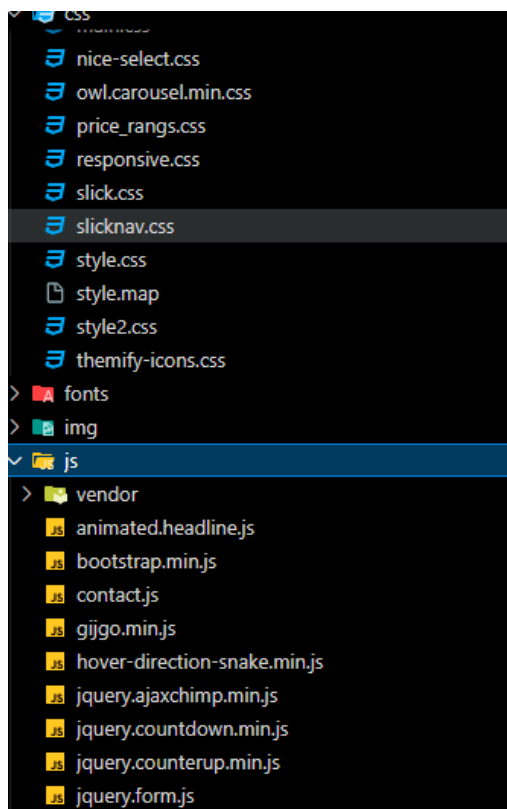 css
main.css
nice-select.css
owl.carousel.min.css
price_rangs.css
responsive.css
slick.css
slicknav.css
style.css
style.map
style2.css
themify-icons.css
fonts
img
js
vendor
animated.headline.js
bootstrap.min.js
contact.js
gijgo.min.js
hover-direction-snake.min.js
jquery.ajaxchimp.min.js
jquery.countdown.min.js
jquery.counterup.min.js
jquery.form.js